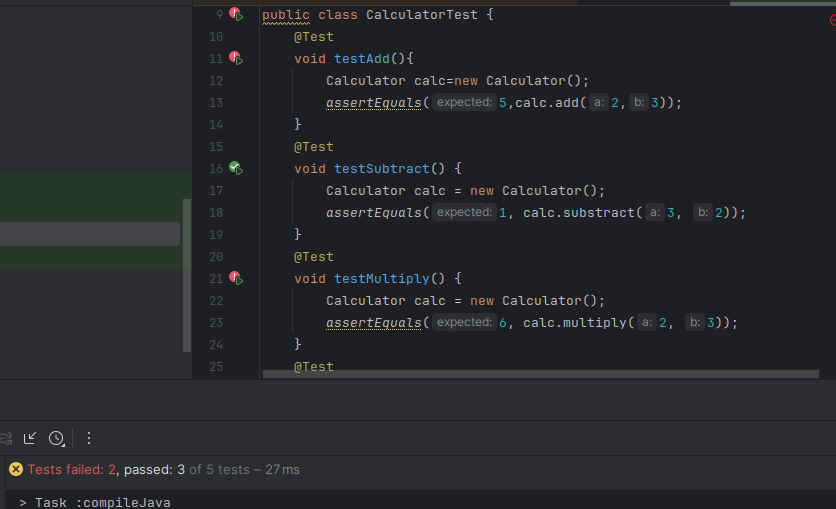 9 public class CalculatorTest {
10 @Test
11 void testAdd(){
12 Calculator calc=new Calculator();
13 assertEquals( expected: 5,calc.add( a: 2, b: 3));
14 }
15 @Test
16 void testSubtract() {
17 Calculator calc = new Calculator();
18 assertEquals( expected: 1, calc.substract( a: 3, b: 2));
19 }
20 @Test
21 void testMultiply() {
22 Calculator calc = new Calculator();
23 assertEquals( expected: 6, calc.multiply( a: 2, b: 3));
24 }
25 @Test
Tests failed: 2, passed: 3 of 5 tests – 27 ms
> Task :compileJava